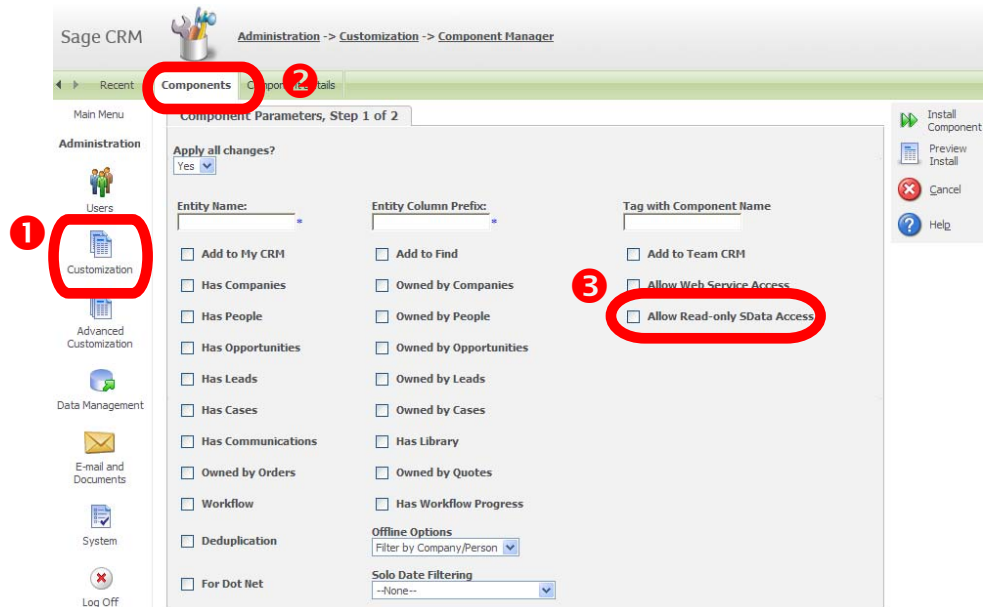 Sage CRM
Administration -> Customization -> Component Manager
Recent
Components
Main Menu
Administration
Users
Customization
Advanced
Customization
Data Management
E-mail and
Documents
System
Log Off
1
2
3
Component Parameters, Step 1 of 2
Apply all changes?
Yes
Entity Name: *
Entity Column Prefix: *
Tag with Component Name
Add to My CRM
Add to Find
Add to Team CRM
Has Companies
Owned by Companies
Allow Web Service Access
Has People
Owned by People
Allow Read-only SData Access
Has Opportunities
Owned by Opportunities
Has Leads
Owned by Leads
Has Cases
Owned by Cases
Has Communications
Has Library
Owned by Orders
Owned by Quotes
Workflow
Has Workflow Progress
Deduplication
Offline Options
Filter by Company/Person
For Dot Net
Solo Date Filtering
--None--
Install
Component
Preview
Install
Cancel
Help